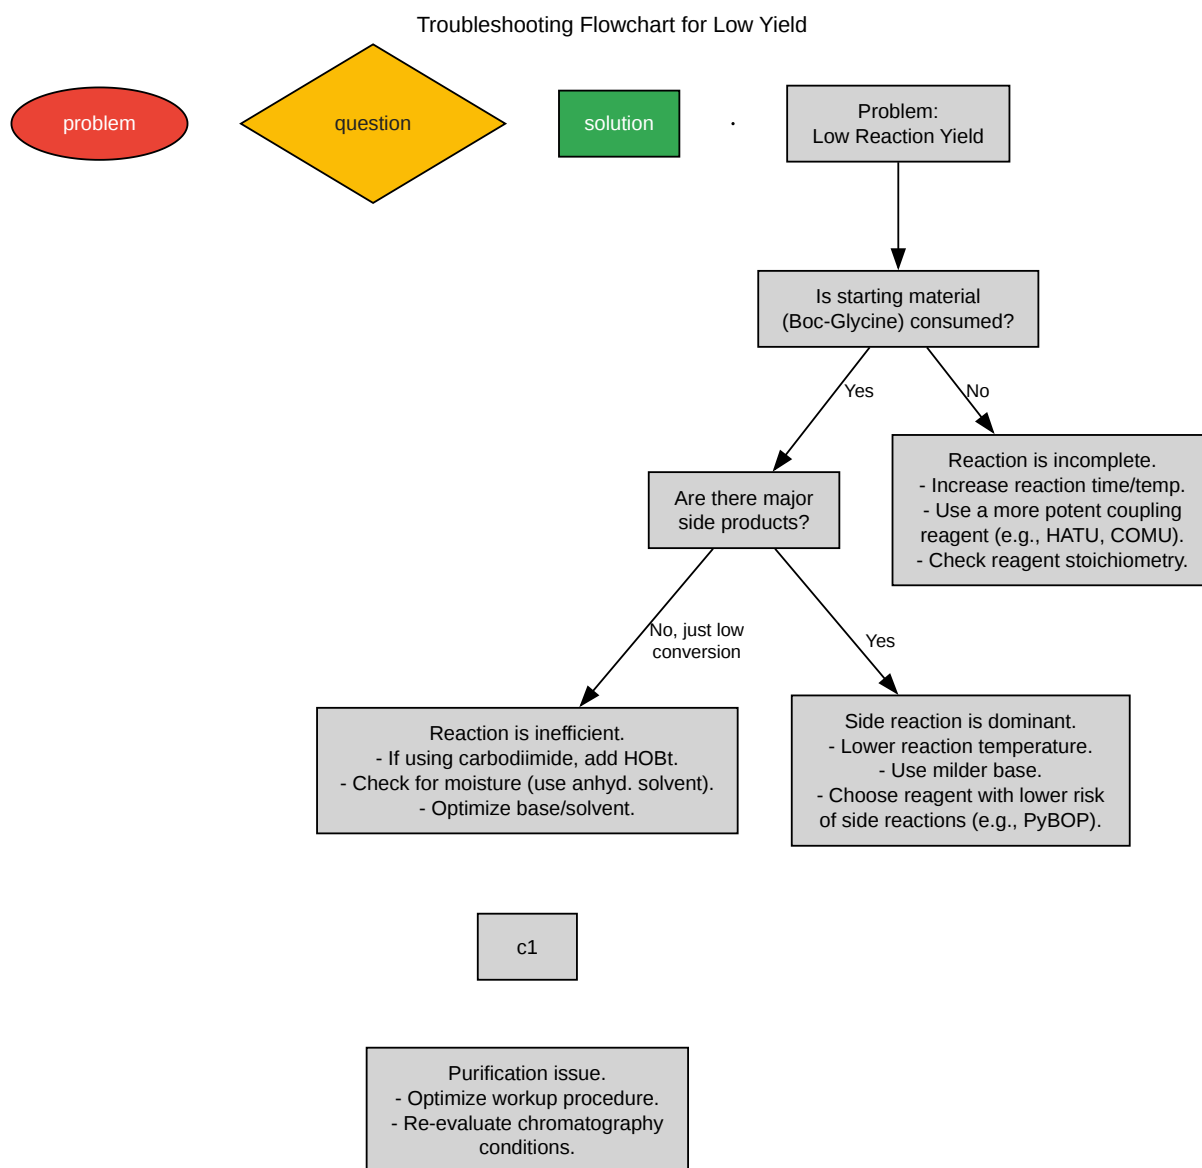 Troubleshooting Flowchart for Low Yield
problem
question
solution
Problem:
Low Reaction Yield
Is starting material
(Boc-Glycine) consumed?
Yes
No
Reaction is incomplete.
- Increase reaction time/temp.
- Use a more potent coupling
reagent (e.g., HATU, COMU).
- Check reagent stoichiometry.
Are there major
side products?
No, just low
conversion
Yes
Reaction is inefficient.
- If using carbodiimide, add HOBt.
- Check for moisture (use anhyd. solvent).
- Optimize base/solvent.
Side reaction is dominant.
- Lower reaction temperature.
- Use milder base.
- Choose reagent with lower risk
of side reactions (e.g., PyBOP).
c1
Purification issue.
- Optimize workup procedure.
- Re-evaluate chromatography
conditions.